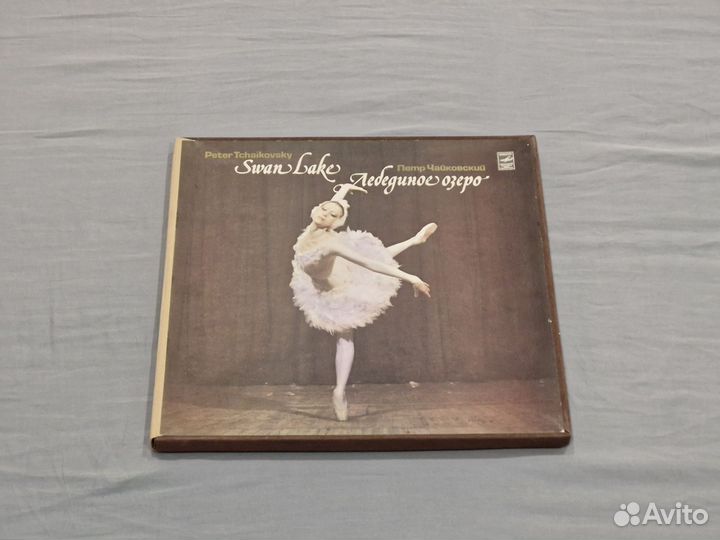 Peter Tchaikovsky
Swan Lake
Петр Чайковский
Лебединое озеро
Avito